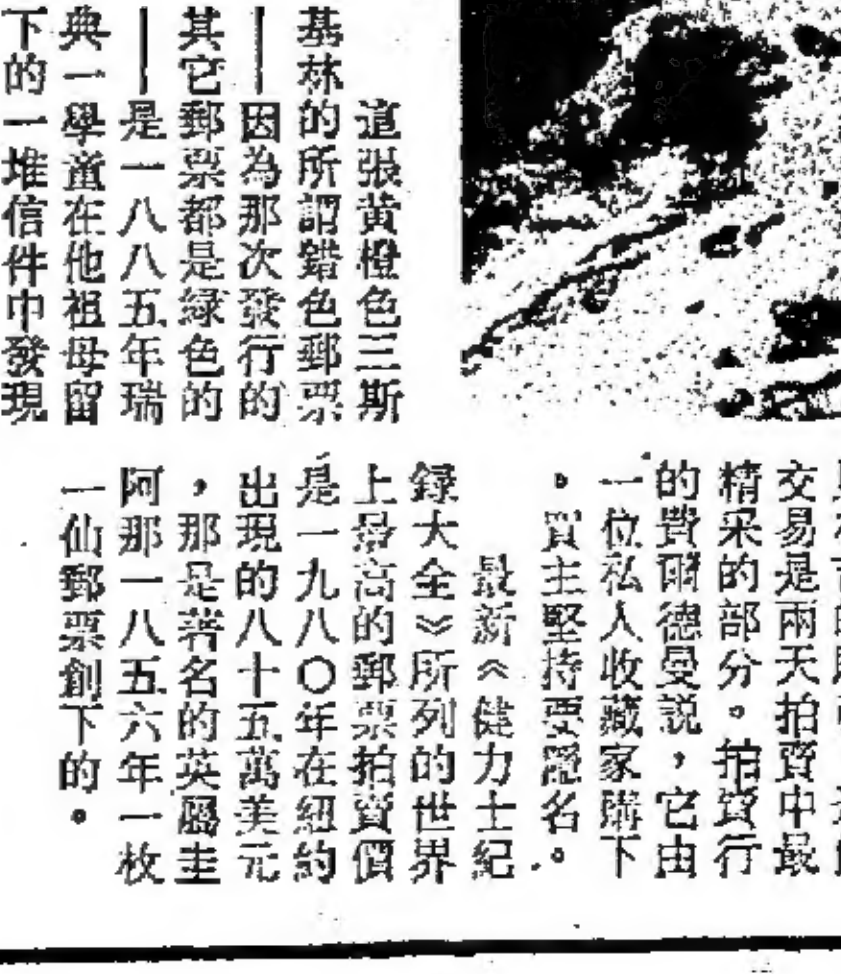 這張黃橙色三斯
基林的所謂錯色郵票
——因為那次發行的
其它郵票都是綠色的
——是一八八五年瑞
典一學童在他祖母留
下的一堆信件中發現
交易是兩天拍賣中最
精采的部分。拍賣行
的費爾德曼説，它由
一位私人收藏家購下
。買主堅持要隱名。
最新《健力士紀
錄大全》所列的世界
上最高的郵票拍賣價
是一九八〇年在紐約
出現的八十五萬美元
，那是著名的英屬圭
阿那一八五六年一枚
一仙郵票創下的。